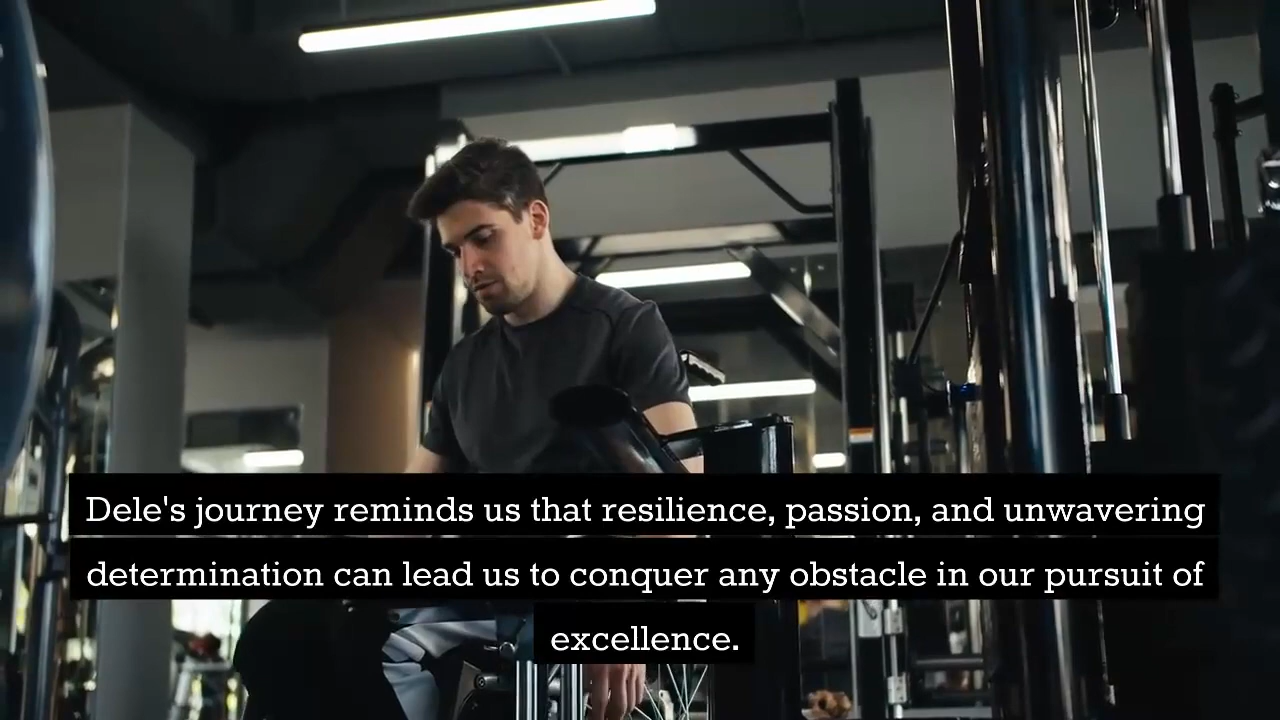 Dele's journey reminds us that resilience, passion, and unwavering
determination can lead us to conquer any obstacle in our pursuit of
excellence.